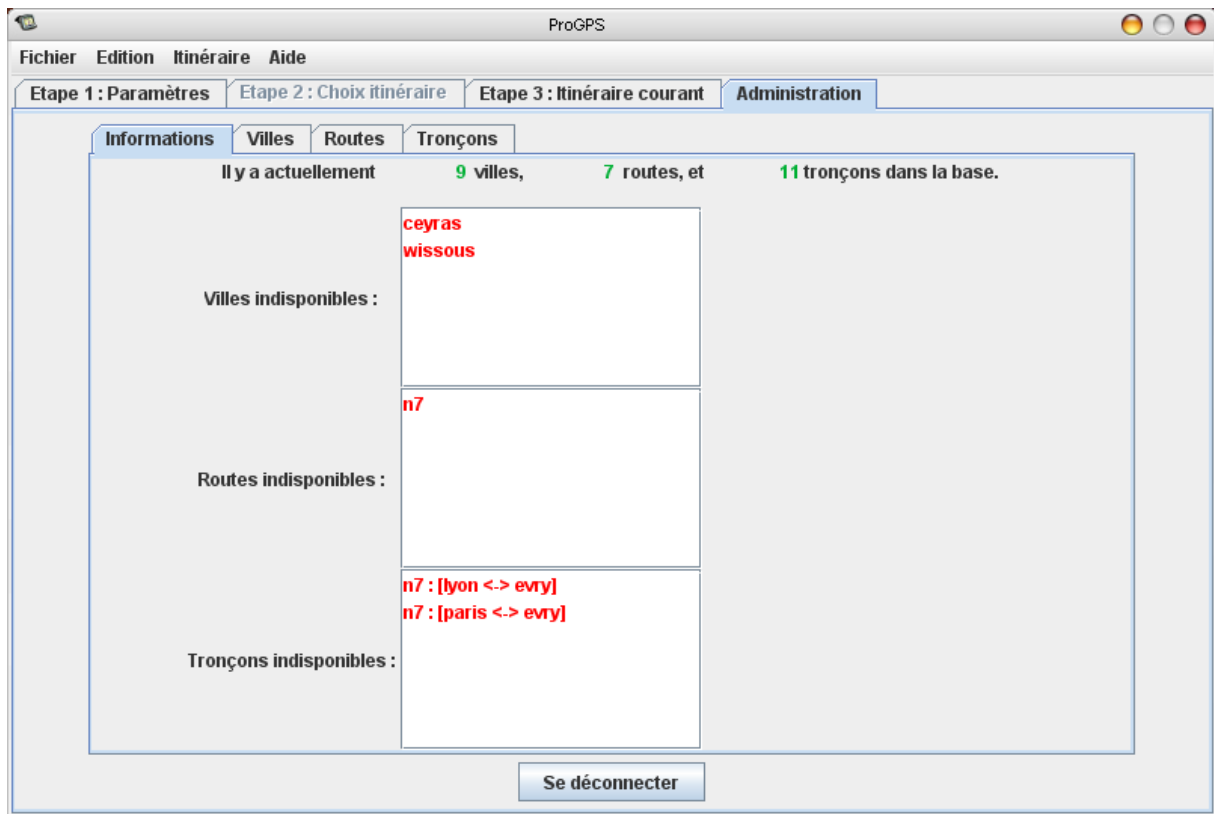 ProGPS
Fichier Edition Itinéraire Aide
Etape 1 : Paramètres Etape 2 : Choix itinéraire Etape 3 : Itinéraire courant Administration
Informations Villes Routes Tronçons
Il y a actuellement 9 villes, 7 routes, et 11 tronçons dans la base.
ceyras
wissous
Villes indisponibles :
n7
Routes indisponibles :
n7 : [lyon <-> evry]
n7 : [paris <-> evry]
Tronçons indisponibles :
Se déconnecter